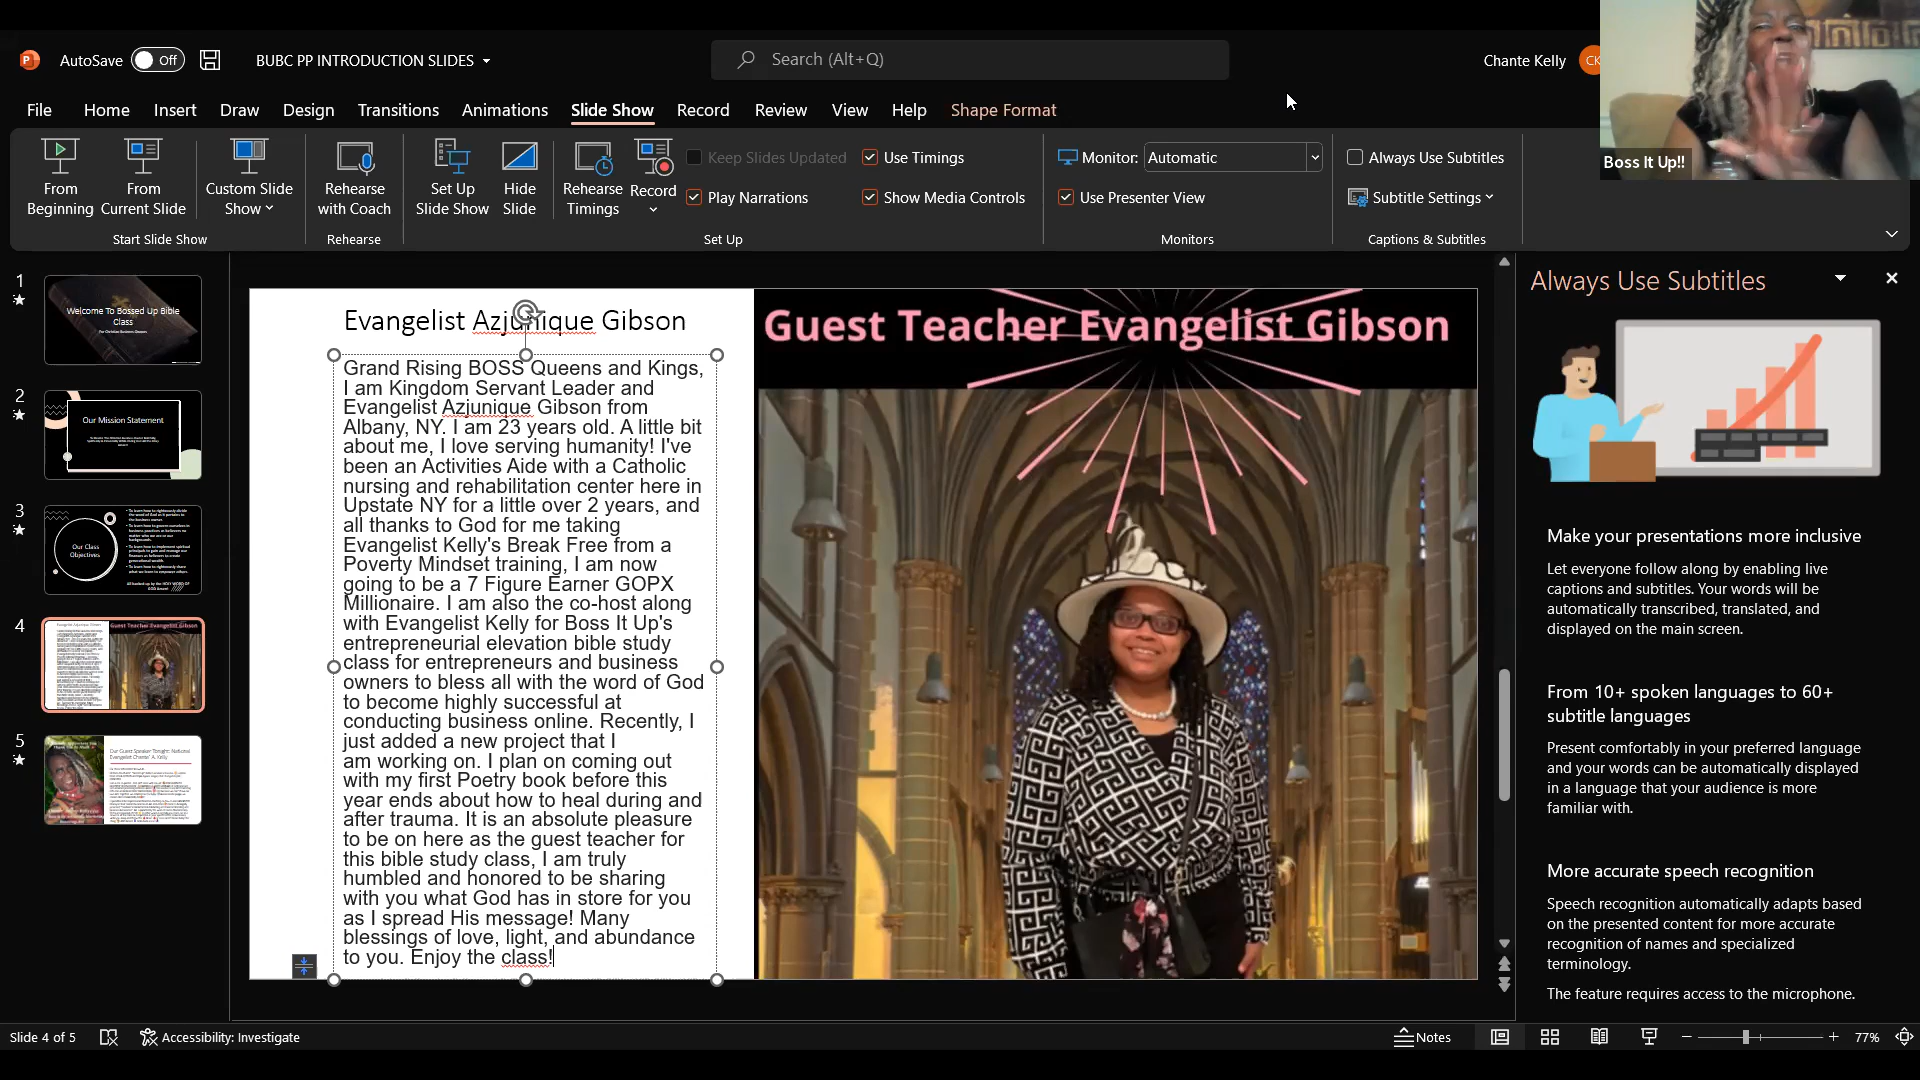 AutoSave
Off
BUBC PP INTRODUCTION SLIDES
Search (Alt+Q)
Chante Kelly
CK
Boss It Up!!
File
Home
Insert
Draw
Design
Transitions
Animations
Slide Show
Record
Review
View
Help
Shape Format
From
Beginning
From
Current Slide
Custom Slide
Show
Start Slide Show
Rehearse
with Coach
Rehearse
Set Up
Slide Show
Hide
Slide
Rehearse
Timings
Record
Keep Slides Updated
Play Narrations
Use Timings
Show Media Controls
Set Up
Monitor:
Automatic
Use Presenter View
Monitors
Always Use Subtitles
Subtitle Settings
Captions & Subtitles
1
Welcome To Bossed Up Bible
Class
For Christian Business Owners
2
Our Mission Statement
3
Our Class
Objectives
4
5
Evangelist Azjunique Gibson
Grand Rising BOSS Queens and Kings,
I am Kingdom Servant Leader and
Evangelist Azjunique Gibson from
Albany, NY. I am 23 years old. A little bit
about me, I love serving humanity! I've
been an Activities Aide with a Catholic
nursing and rehabilitation center here in
Upstate NY for a little over 2 years, and
all thanks to God for me taking
Evangelist Kelly's Break Free from a
Poverty Mindset training, I am now
going to be a 7 Figure Earner GOPX
Millionaire. I am also the co-host along
with Evangelist Kelly for Boss It Up's
entrepreneurial elevation bible study
class for entrepreneurs and business
owners to bless all with the word of God
to become highly successful at
conducting business online. Recently, I
just added a new project that I
am working on. I plan on coming out
with my first Poetry book before this
year ends about how to heal during and
after trauma. It is an absolute pleasure
to be on here as the guest teacher for
this bible study class, I am truly
humbled and honored to be sharing
with you what God has in store for you
as I spread His message! Many
blessings of love, light, and abundance
to you. Enjoy the class!
Guest Teacher Evangelist Gibson
Always Use Subtitles
Make your presentations more inclusive
Let everyone follow along by enabling live
captions and subtitles. Your words will be
automatically transcribed, translated, and
displayed on the main screen.
From 10+ spoken languages to 60+
subtitle languages
Present comfortably in your preferred language
and your words can be automatically displayed
in a language that your audience is more
familiar with.
More accurate speech recognition
Speech recognition automatically adapts based
on the presented content for more accurate
recognition of names and specialized
terminology.
The feature requires access to the microphone.
Slide 4 of 5
Accessibility: Investigate
Notes
77%